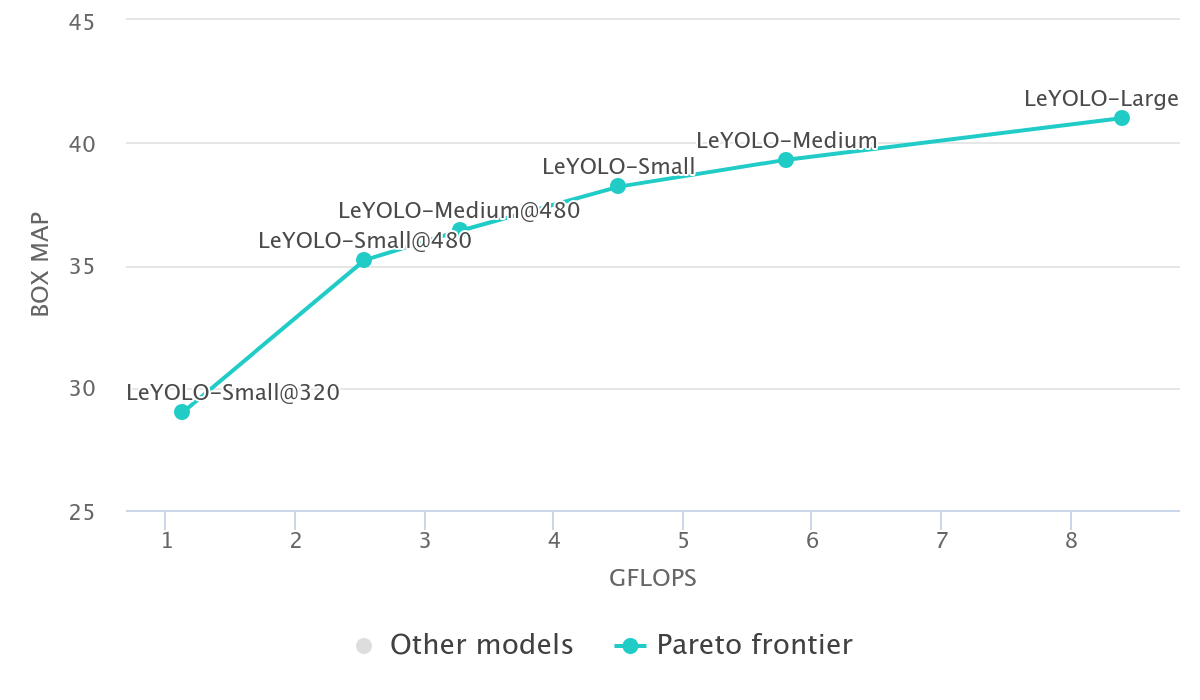 45
LeYOLO-Large
40
LeYOLO-Medium
LeYOLO-Small
LeYOLO-Medium@480
LeYOLO-Small@480
35
BOX MAP
30
LeYOLO-Small@320
25
1 2 3 4 5 6 7 8
GFLOPS
Other models Pareto frontier